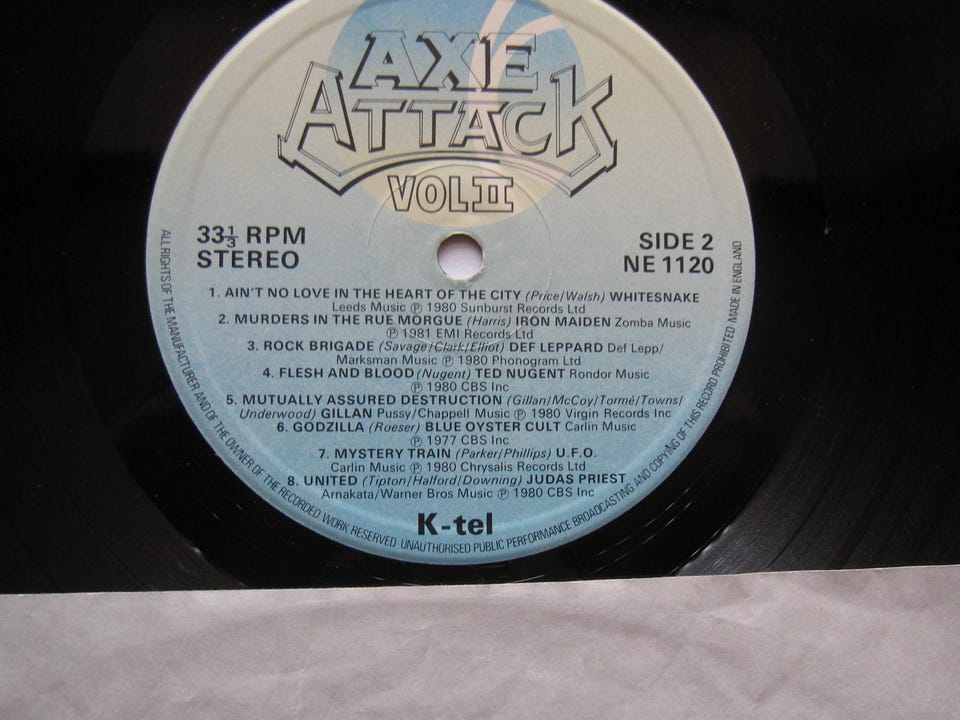 AXE
ATTACK
VOL II
33⅓ RPM
STEREO
SIDE 2
NE 1120
1. AIN'T NO LOVE IN THE HEART OF THE CITY (Price/Walsh) WHITESNAKE
Leeds Music Ⓟ 1980 Sunburst Records Ltd
2. MURDERS IN THE RUE MORGUE (Harris) IRON MAIDEN Zomba Music
Ⓟ 1981 EMI Records Ltd
3. ROCK BRIGADE (Savage/Clark/Elliot) DEF LEPPARD Def Lepp/
Marksman Music Ⓟ 1980 Phonogram Ltd
4. FLESH AND BLOOD (Nugent) TED NUGENT Rondor Music
Ⓟ 1980 CBS Inc
5. MUTUALLY ASSURED DESTRUCTION (Gillan/McCoy/Tormé/Towns/
Underwood) GILLAN Pussy/Chappell Music Ⓟ 1980 Virgin Records Inc
6. GODZILLA (Roeser) BLUE OYSTER CULT Carlin Music
Ⓟ 1977 CBS Inc
7. MYSTERY TRAIN (Parker/Phillips) U.F.O.
Carlin Music Ⓟ 1980 Chrysalis Records Ltd
8. UNITED (Tipton/Halford/Downing) JUDAS PRIEST
Arnakata/Warner Bros Music Ⓟ 1980 CBS Inc
K-tel
ALL RIGHTS OF THE MANUFACTURER AND OF THE OWNER OF THE RECORDED WORK RESERVED UNAUTHORISED PUBLIC PERFORMANCE BROADCASTING AND COPYING OF THIS RECORD PROHIBITED MADE IN ENGLAND